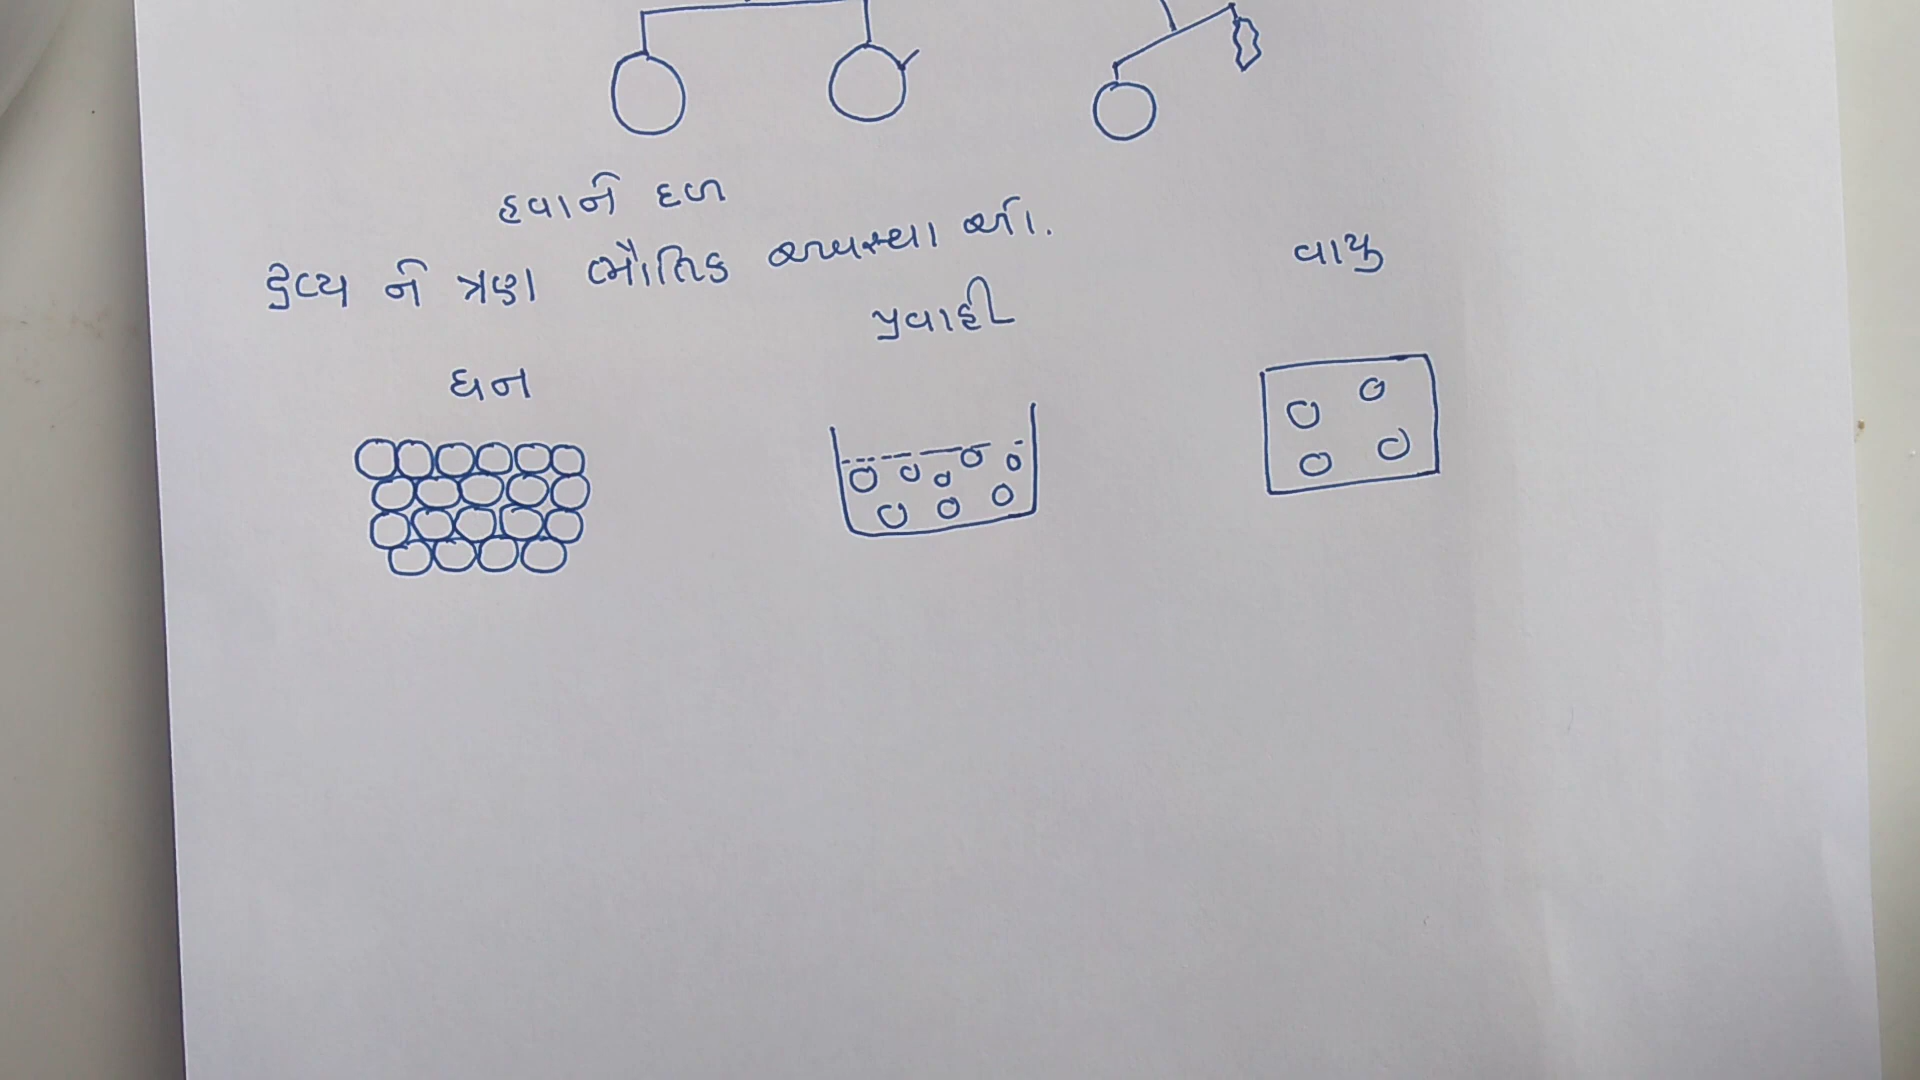 હવાને દળ
દ્રવ્ય ને ત્રણ ભૌતિક અવસ્થા ઓ.
ઘન
પ્રવાહી
વાયુ